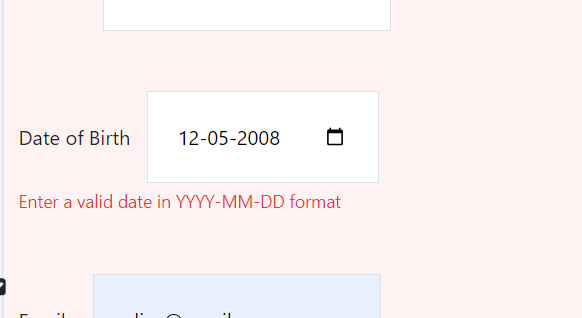 Date of Birth 12-05-2008
Enter a valid date in YYYY-MM-DD format